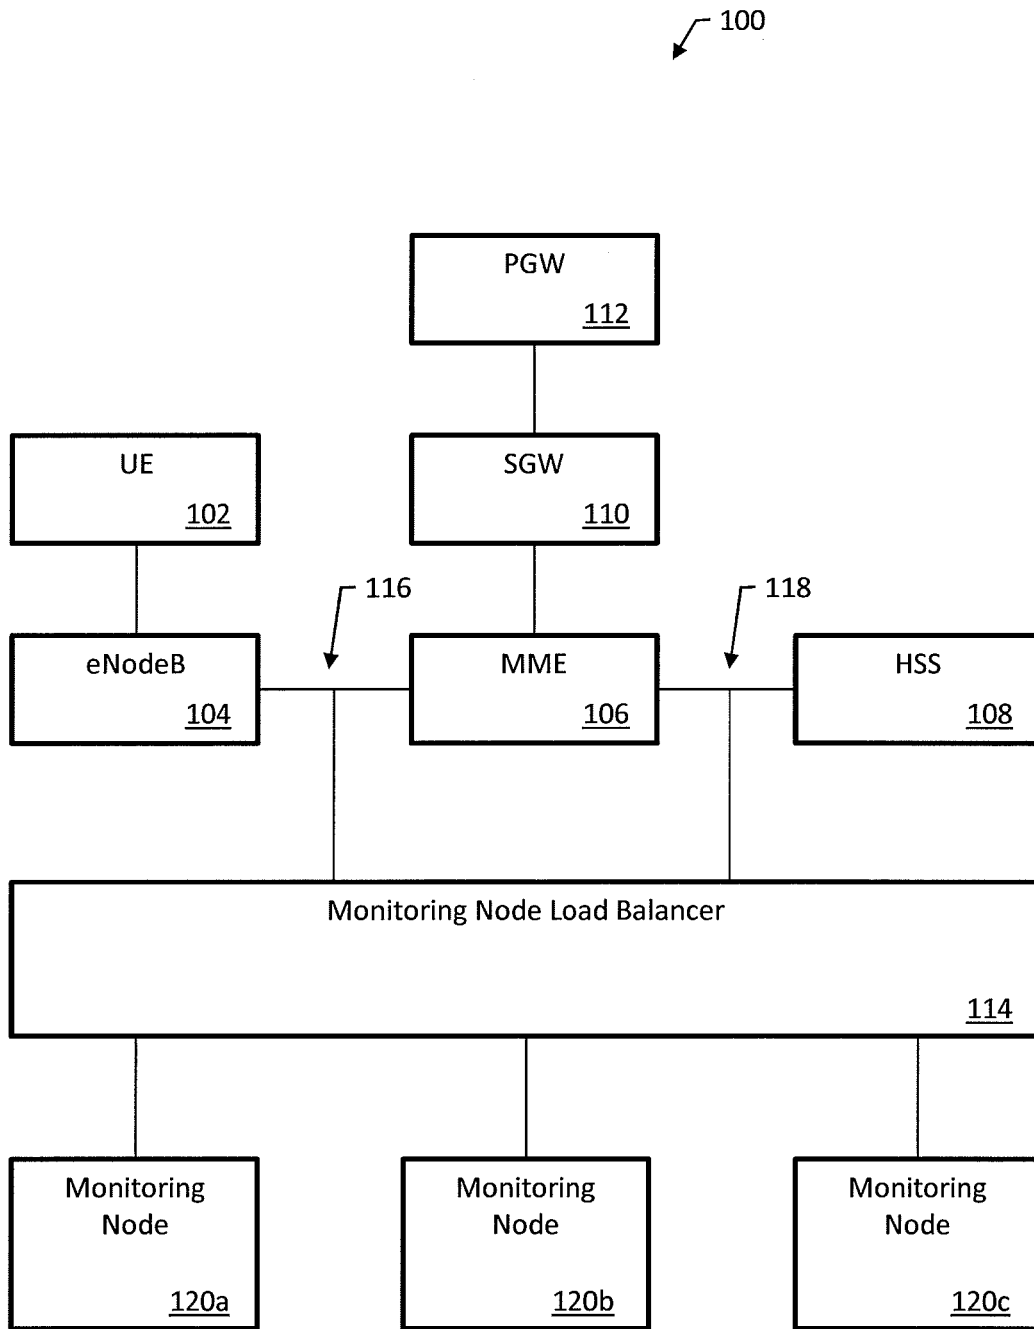 100
PGW
112
UE
102
SGW
110
116
118
eNodeB
104
MME
106
HSS
108
Monitoring Node Load Balancer
114
Monitoring
Node
120a
Monitoring
Node
120b
Monitoring
Node
120c